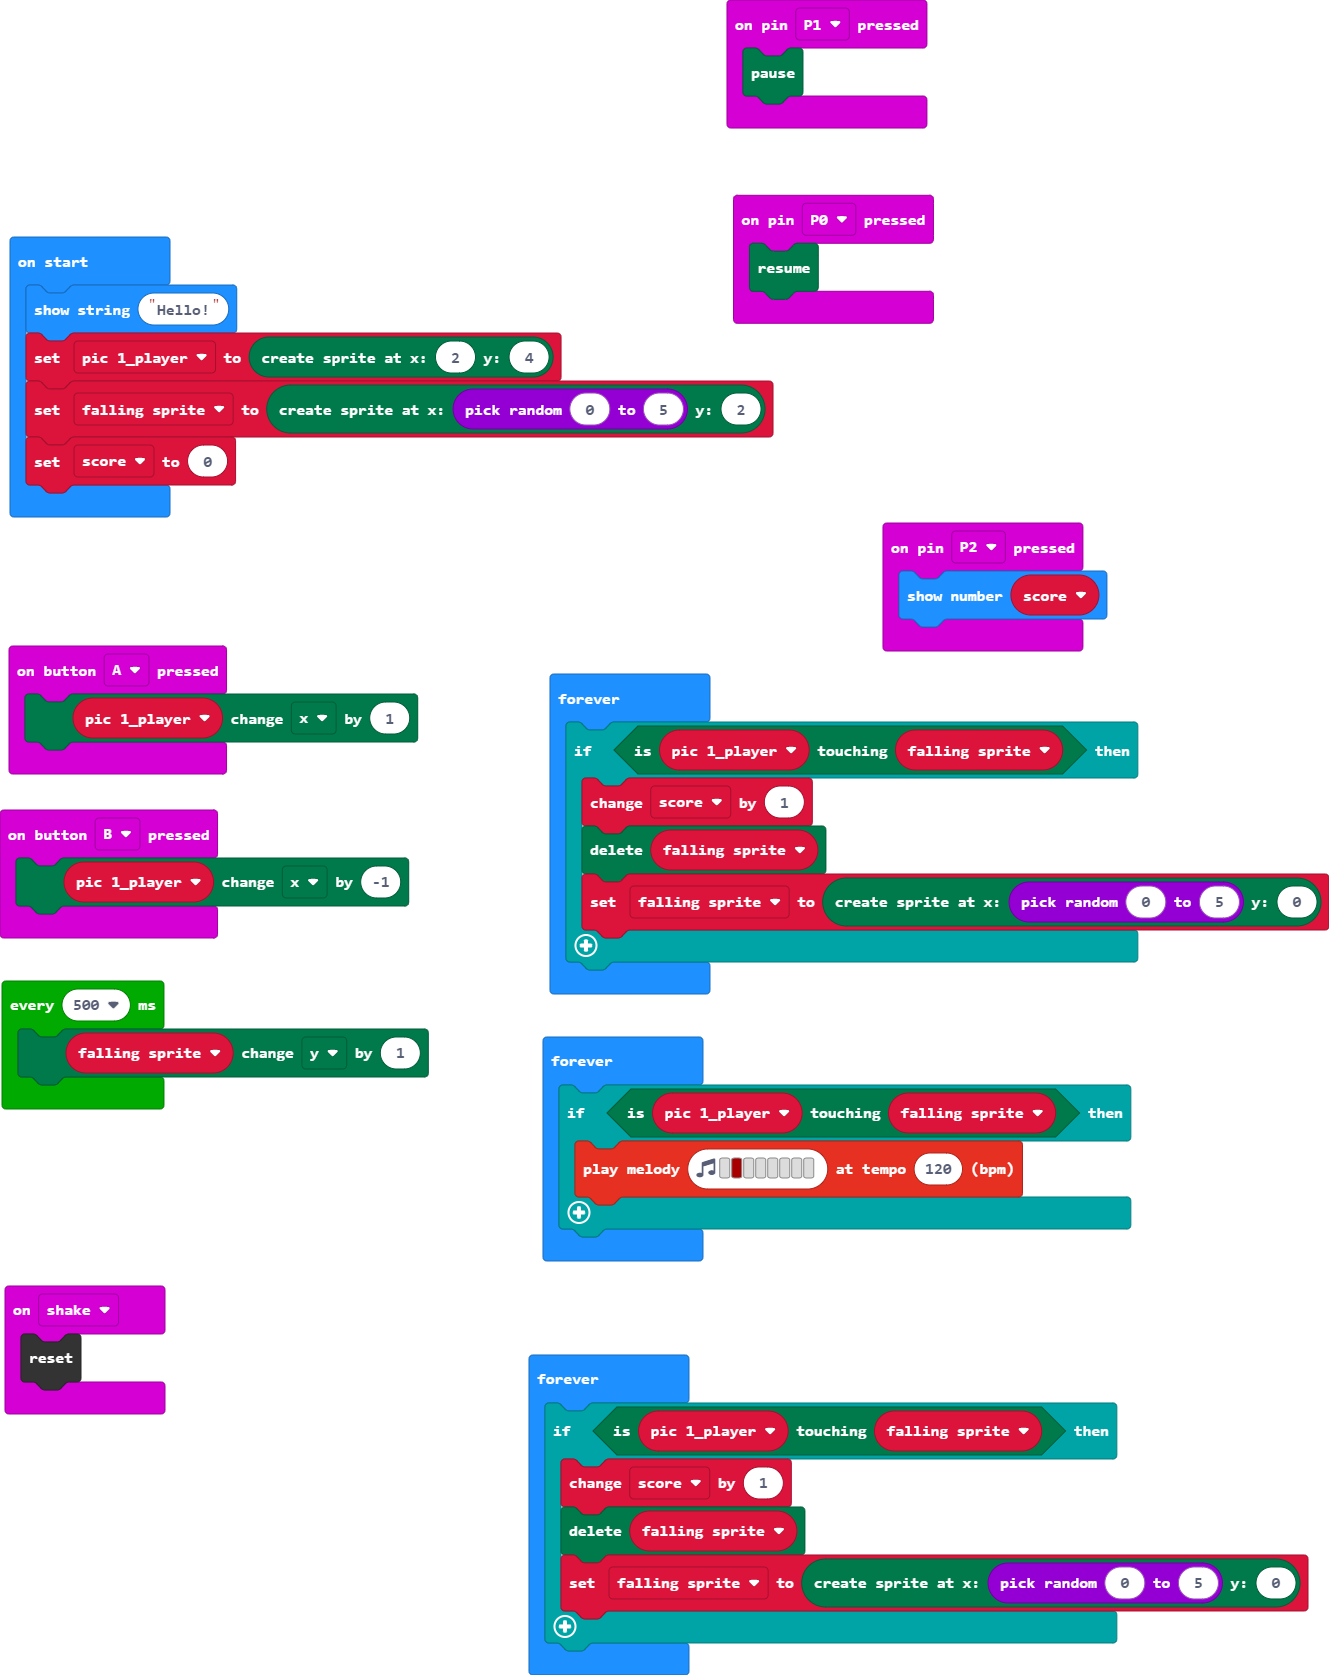 on pin P1 pressed
pause
on pin P0 pressed
resume
on start
show string "Hello!"
set pic 1_player to create sprite at x: 2 y: 4
set falling sprite to create sprite at x: pick random 0 to 5 y: 2
set score to 0
on pin P2 pressed
show number score
on button A pressed
pic 1_player change x by 1
on button B pressed
pic 1_player change x by -1
every 500 ms
falling sprite change y by 1
on shake
reset
forever
if is pic 1_player touching falling sprite then
change score by 1
delete falling sprite
set falling sprite to create sprite at x: pick random 0 to 5 y: 0
forever
if is pic 1_player touching falling sprite then
play melody at tempo 120 (bpm)
forever
if is pic 1_player touching falling sprite then
change score by 1
delete falling sprite
set falling sprite to create sprite at x: pick random 0 to 5 y: 0